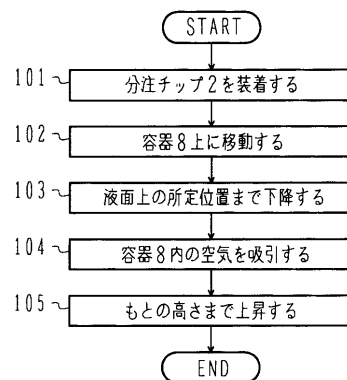 START
101 分注チップ2を装着する
102 容器8上に移動する
103 液面上の所定位置まで下降する
104 容器8内の空気を吸引する
105 もとの高さまで上昇する
END